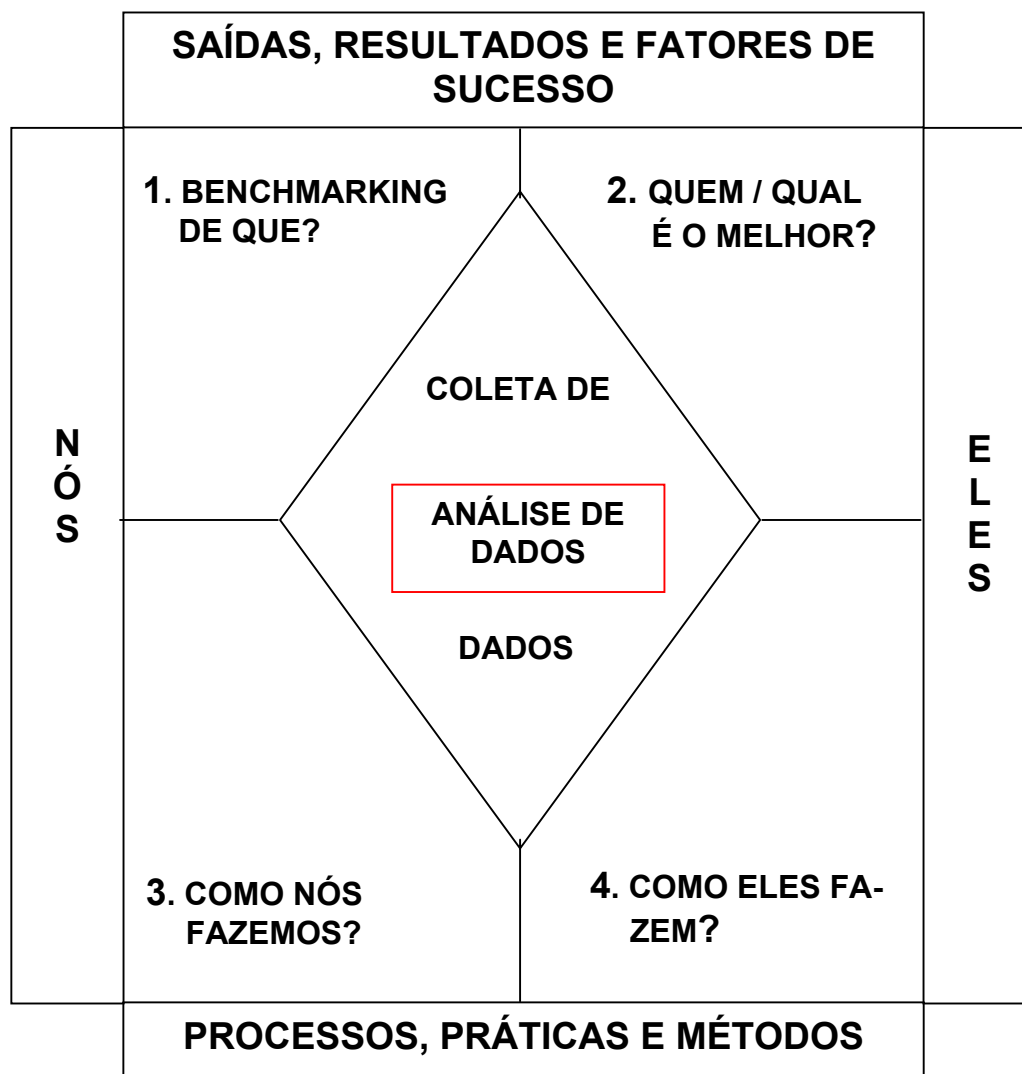 SAÍDAS, RESULTADOS E FATORES DE
SUCESSO
1. BENCHMARKING
DE QUE?
2. QUEM / QUAL
É O MELHOR?
COLETA DE
N
Ó
S
ANÁLISE DE
DADOS
E
L
E
S
DADOS
3. COMO NÓS
FAZEMOS?
4. COMO ELES FA-
ZEM?
PROCESSOS, PRÁTICAS E MÉTODOS